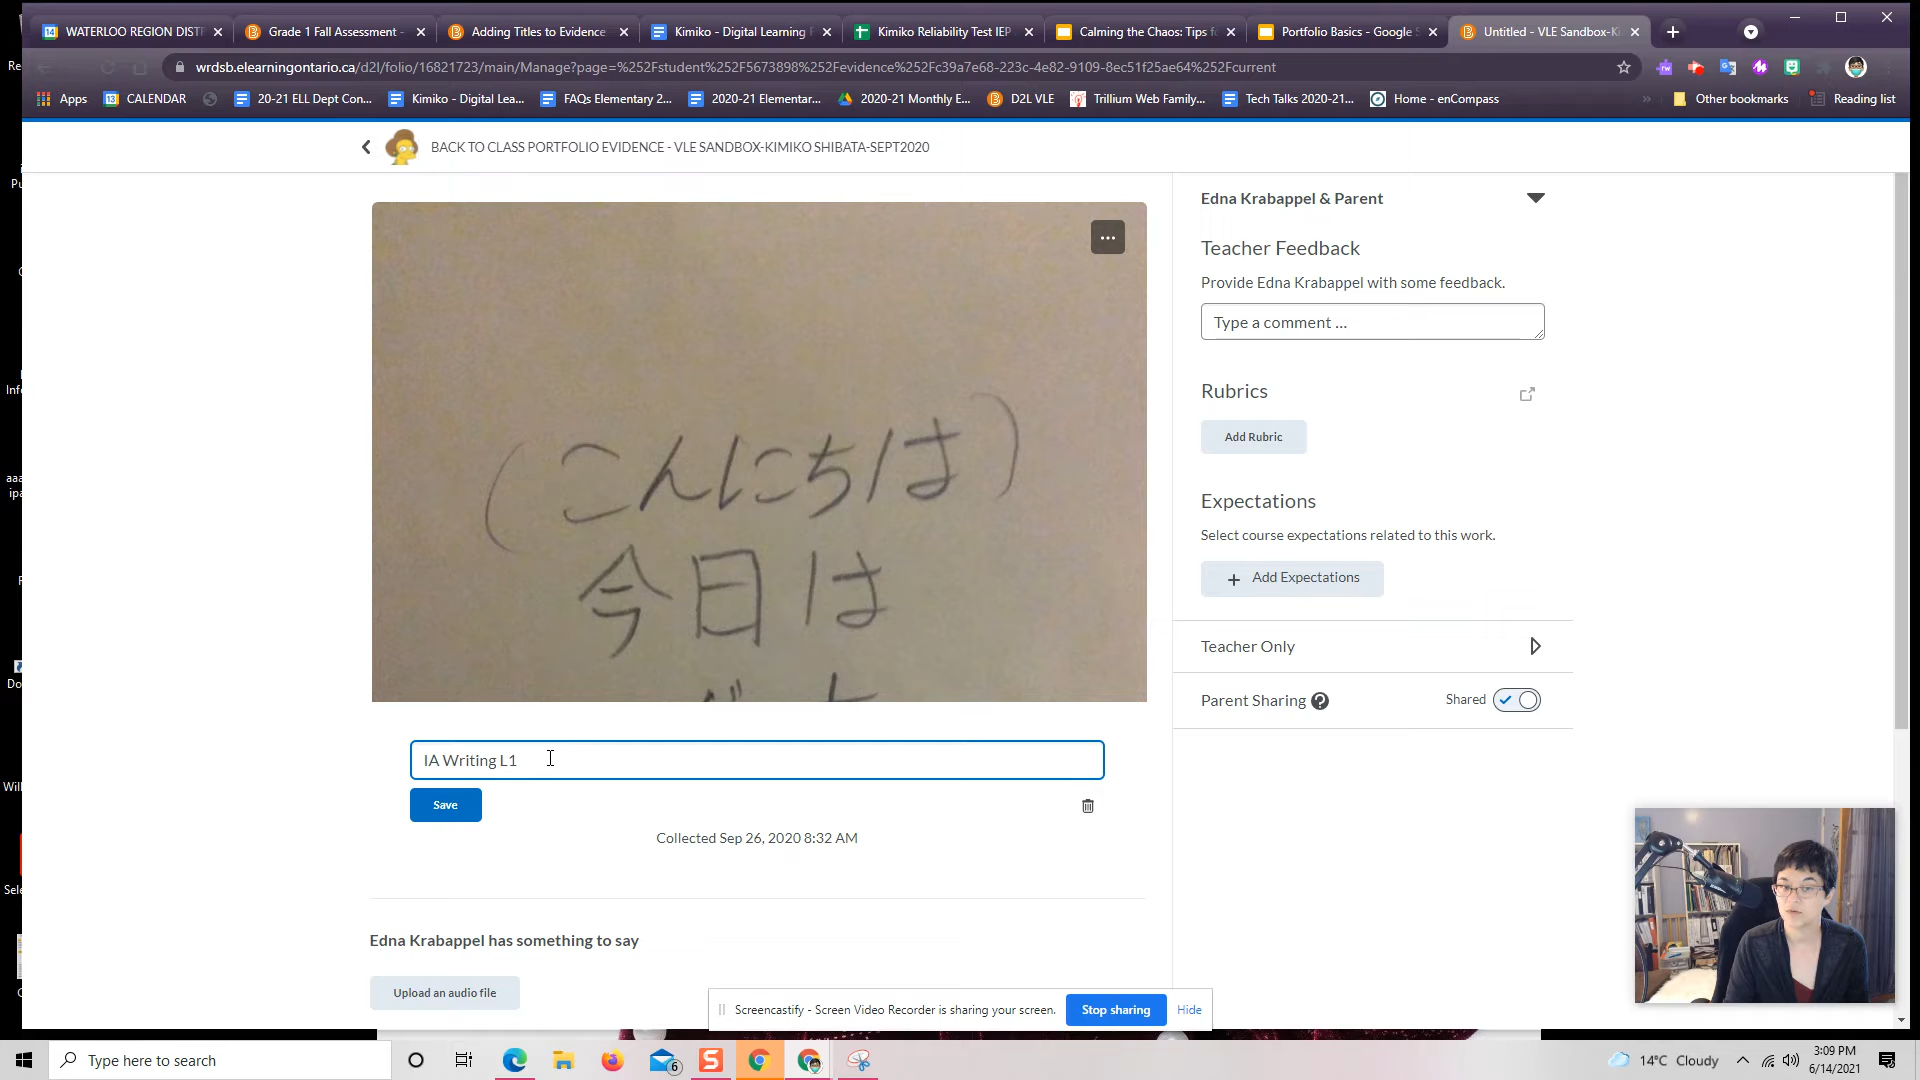 WATERLOO REGION DISTR
Grade 1 Fall Assessment -
Adding Titles to Evidence
Kimiko - Digital Learning
Kimiko Reliability Test IEP
Calming the Chaos: Tips
Portfolio Basics - Google S
Untitled - VLE Sandbox-Ki
wrdsb.elearningontario.ca/d2l/folio/16821723/main/Manage?page=%252Fstudent%252F5673898%252Fevidence%252Fc39a7e68-223c-4e82-9109-8ec51f25ae64%252Fcurrent
Apps
CALENDAR
20-21 ELL Dept Con...
Kimiko - Digital Lea...
FAQs Elementary 2...
2020-21 Elementar...
2020-21 Monthly E...
D2L VLE
Trillium Web Family...
Tech Talks 2020-21...
Home - enCompass
Other bookmarks
Reading list
BACK TO CLASS PORTFOLIO EVIDENCE - VLE SANDBOX-KIMIKO SHIBATA-SEPT2020
(こんにちは)
今日は
IA Writing L1
Save
Collected Sep 26, 2020 8:32 AM
Edna Krabappel has something to say
Upload an audio file
Edna Krabappel & Parent
Teacher Feedback
Provide Edna Krabappel with some feedback.
Type a comment ...
Rubrics
Add Rubric
Expectations
Select course expectations related to this work.
+ Add Expectations
Teacher Only
Parent Sharing ?
Shared
Screencastify - Screen Video Recorder is sharing your screen.
Stop sharing
Hide
Type here to search
6
14°C Cloudy
3:09 PM
6/14/2021